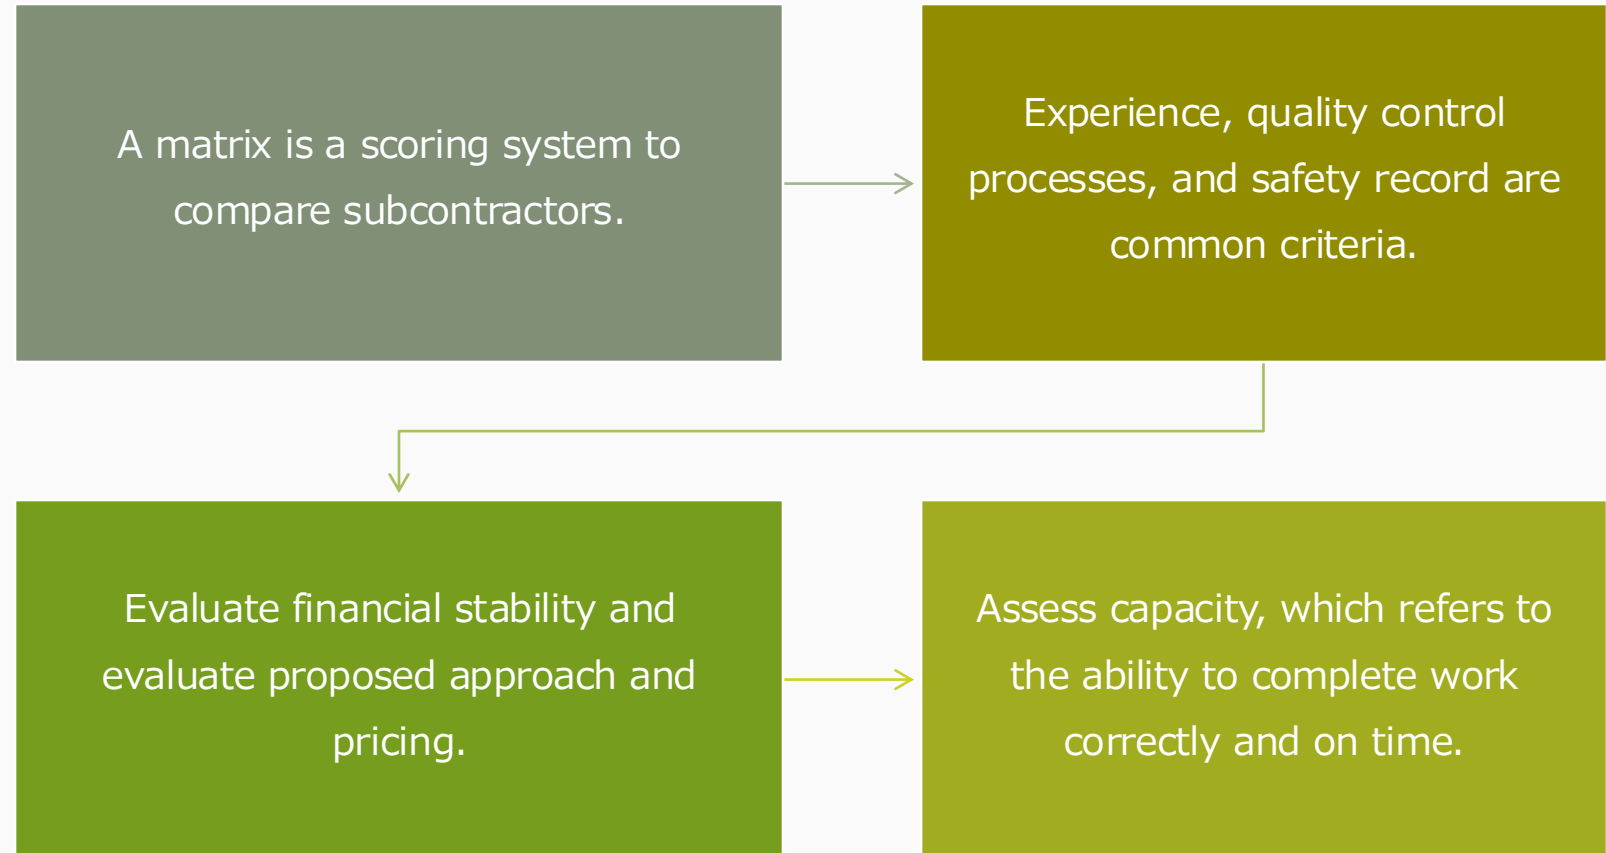 A matrix is a scoring system to
compare subcontractors.
Experience, quality control
processes, and safety record are
common criteria.
Evaluate financial stability and
evaluate proposed approach and
pricing.
Assess capacity, which refers to
the ability to complete work
correctly and on time.